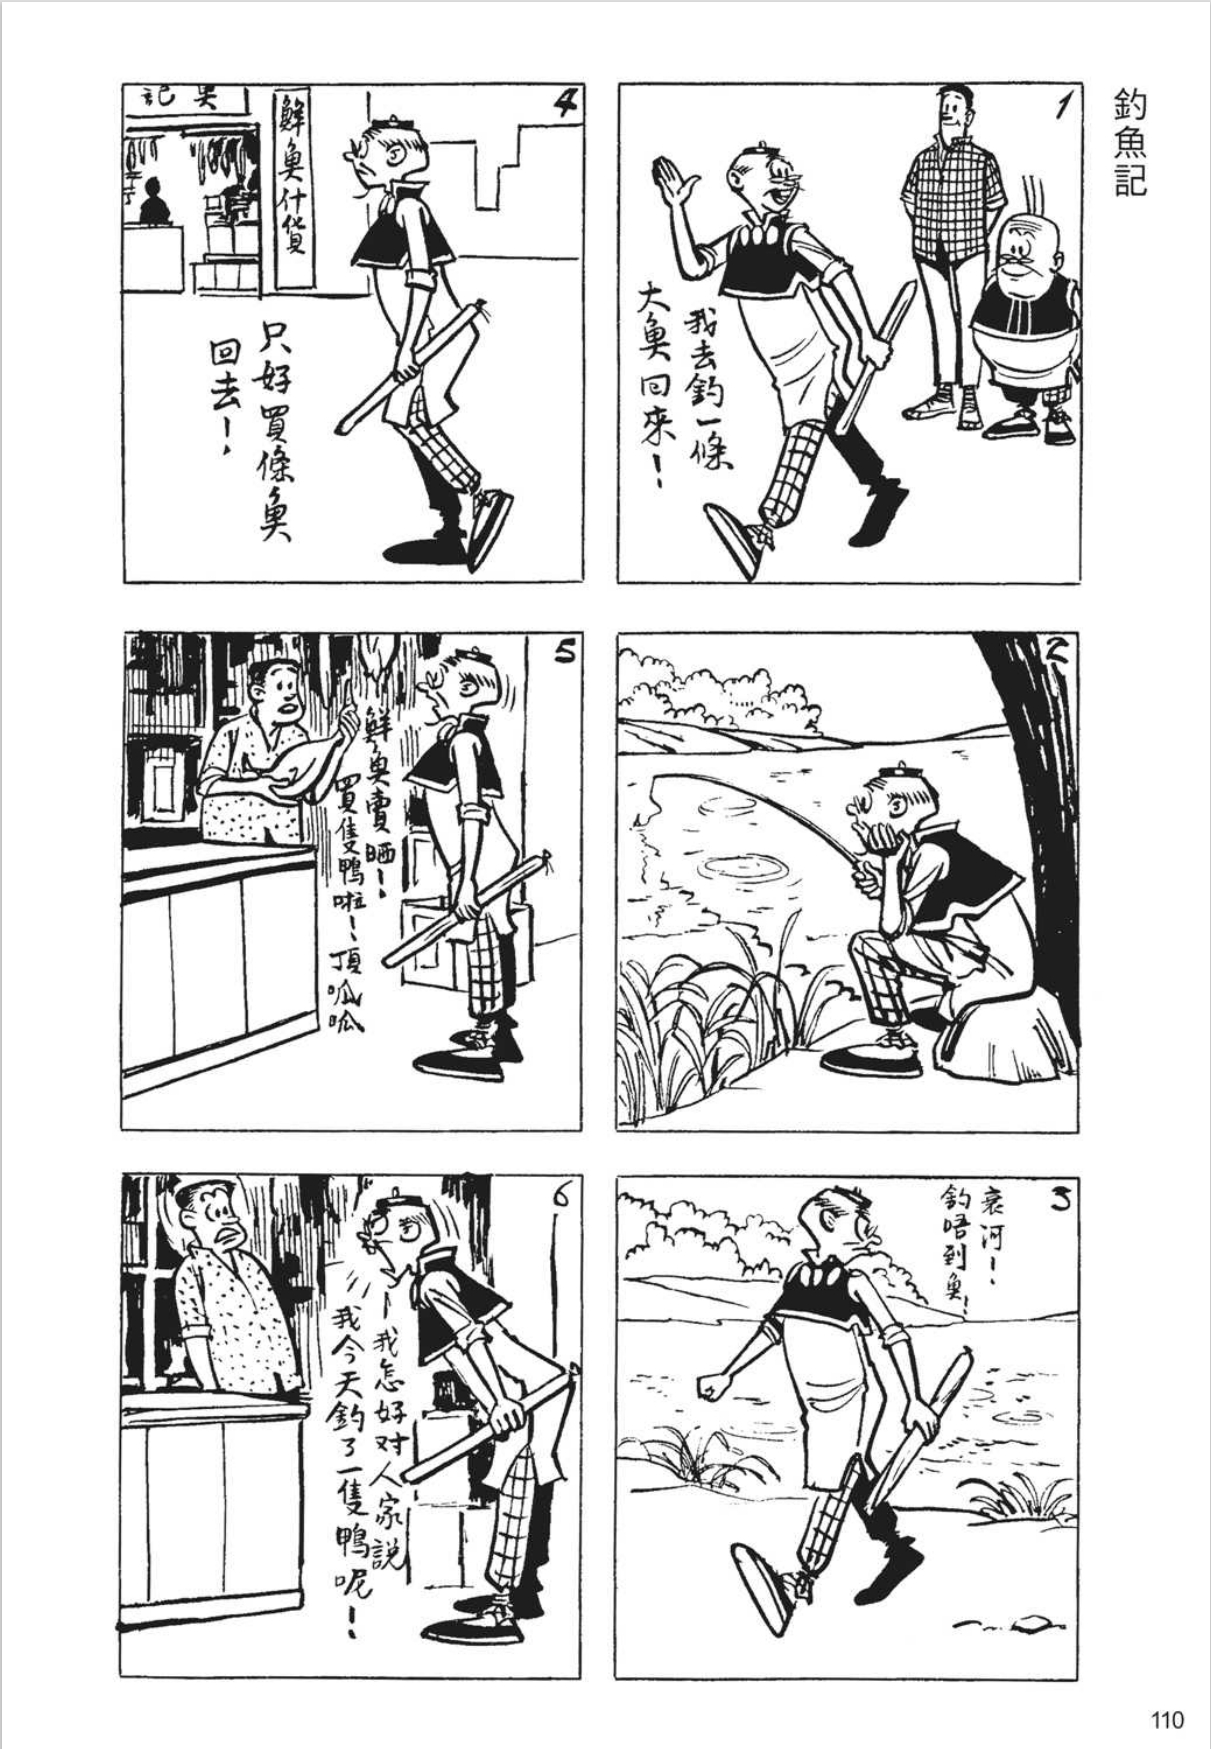 釣魚記
1
我去釣一條
大魚回來！
2
3
衰河！
釣唔到魚！
4
記
鮮魚什貨
只好買條魚
回去！
5
鮮魚賣晒！
買隻鴨啦！頂呱呱
6
我怎好对人家説
我今天釣了一隻鴨呢！
110